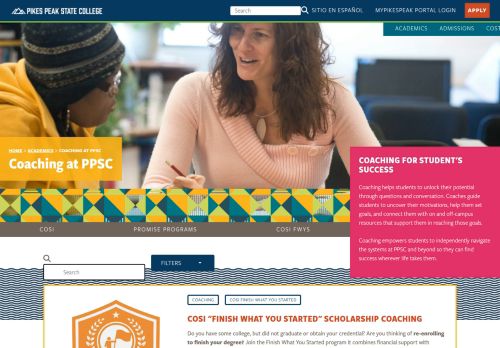 PIKES PEAK STATE COLLEGE
Search
SITIO EN ESPAÑOL
MYPIKESPEAK PORTAL LOGIN
APPLY
ACADEMICS
ADMISSIONS
COST
HOME > ACADEMICS > COACHING AT PPSC
Coaching at PPSC
COACHING FOR STUDENT'S
SUCCESS
Coaching helps students to unlock their potential
through questions and conversation. Coaches guide
students to uncover their motivations, help them set
goals, and connect them with on and off-campus
resources that support them in reaching those goals.
Coaching empowers students to independently navigate
the systems at PPSC and beyond so they can find
success wherever life takes them.
COSI
PROMISE PROGRAMS
COSI FWYS
Search
FILTERS
COACHING
COSI FINISH WHAT YOU STARTED
COSI “FINISH WHAT YOU STARTED” SCHOLARSHIP COACHING
Do you have some college, but did not graduate or obtain your credential? Are you thinking of re-enrolling
to finish your degree? Join the Finish What You Started program It combines financial support with